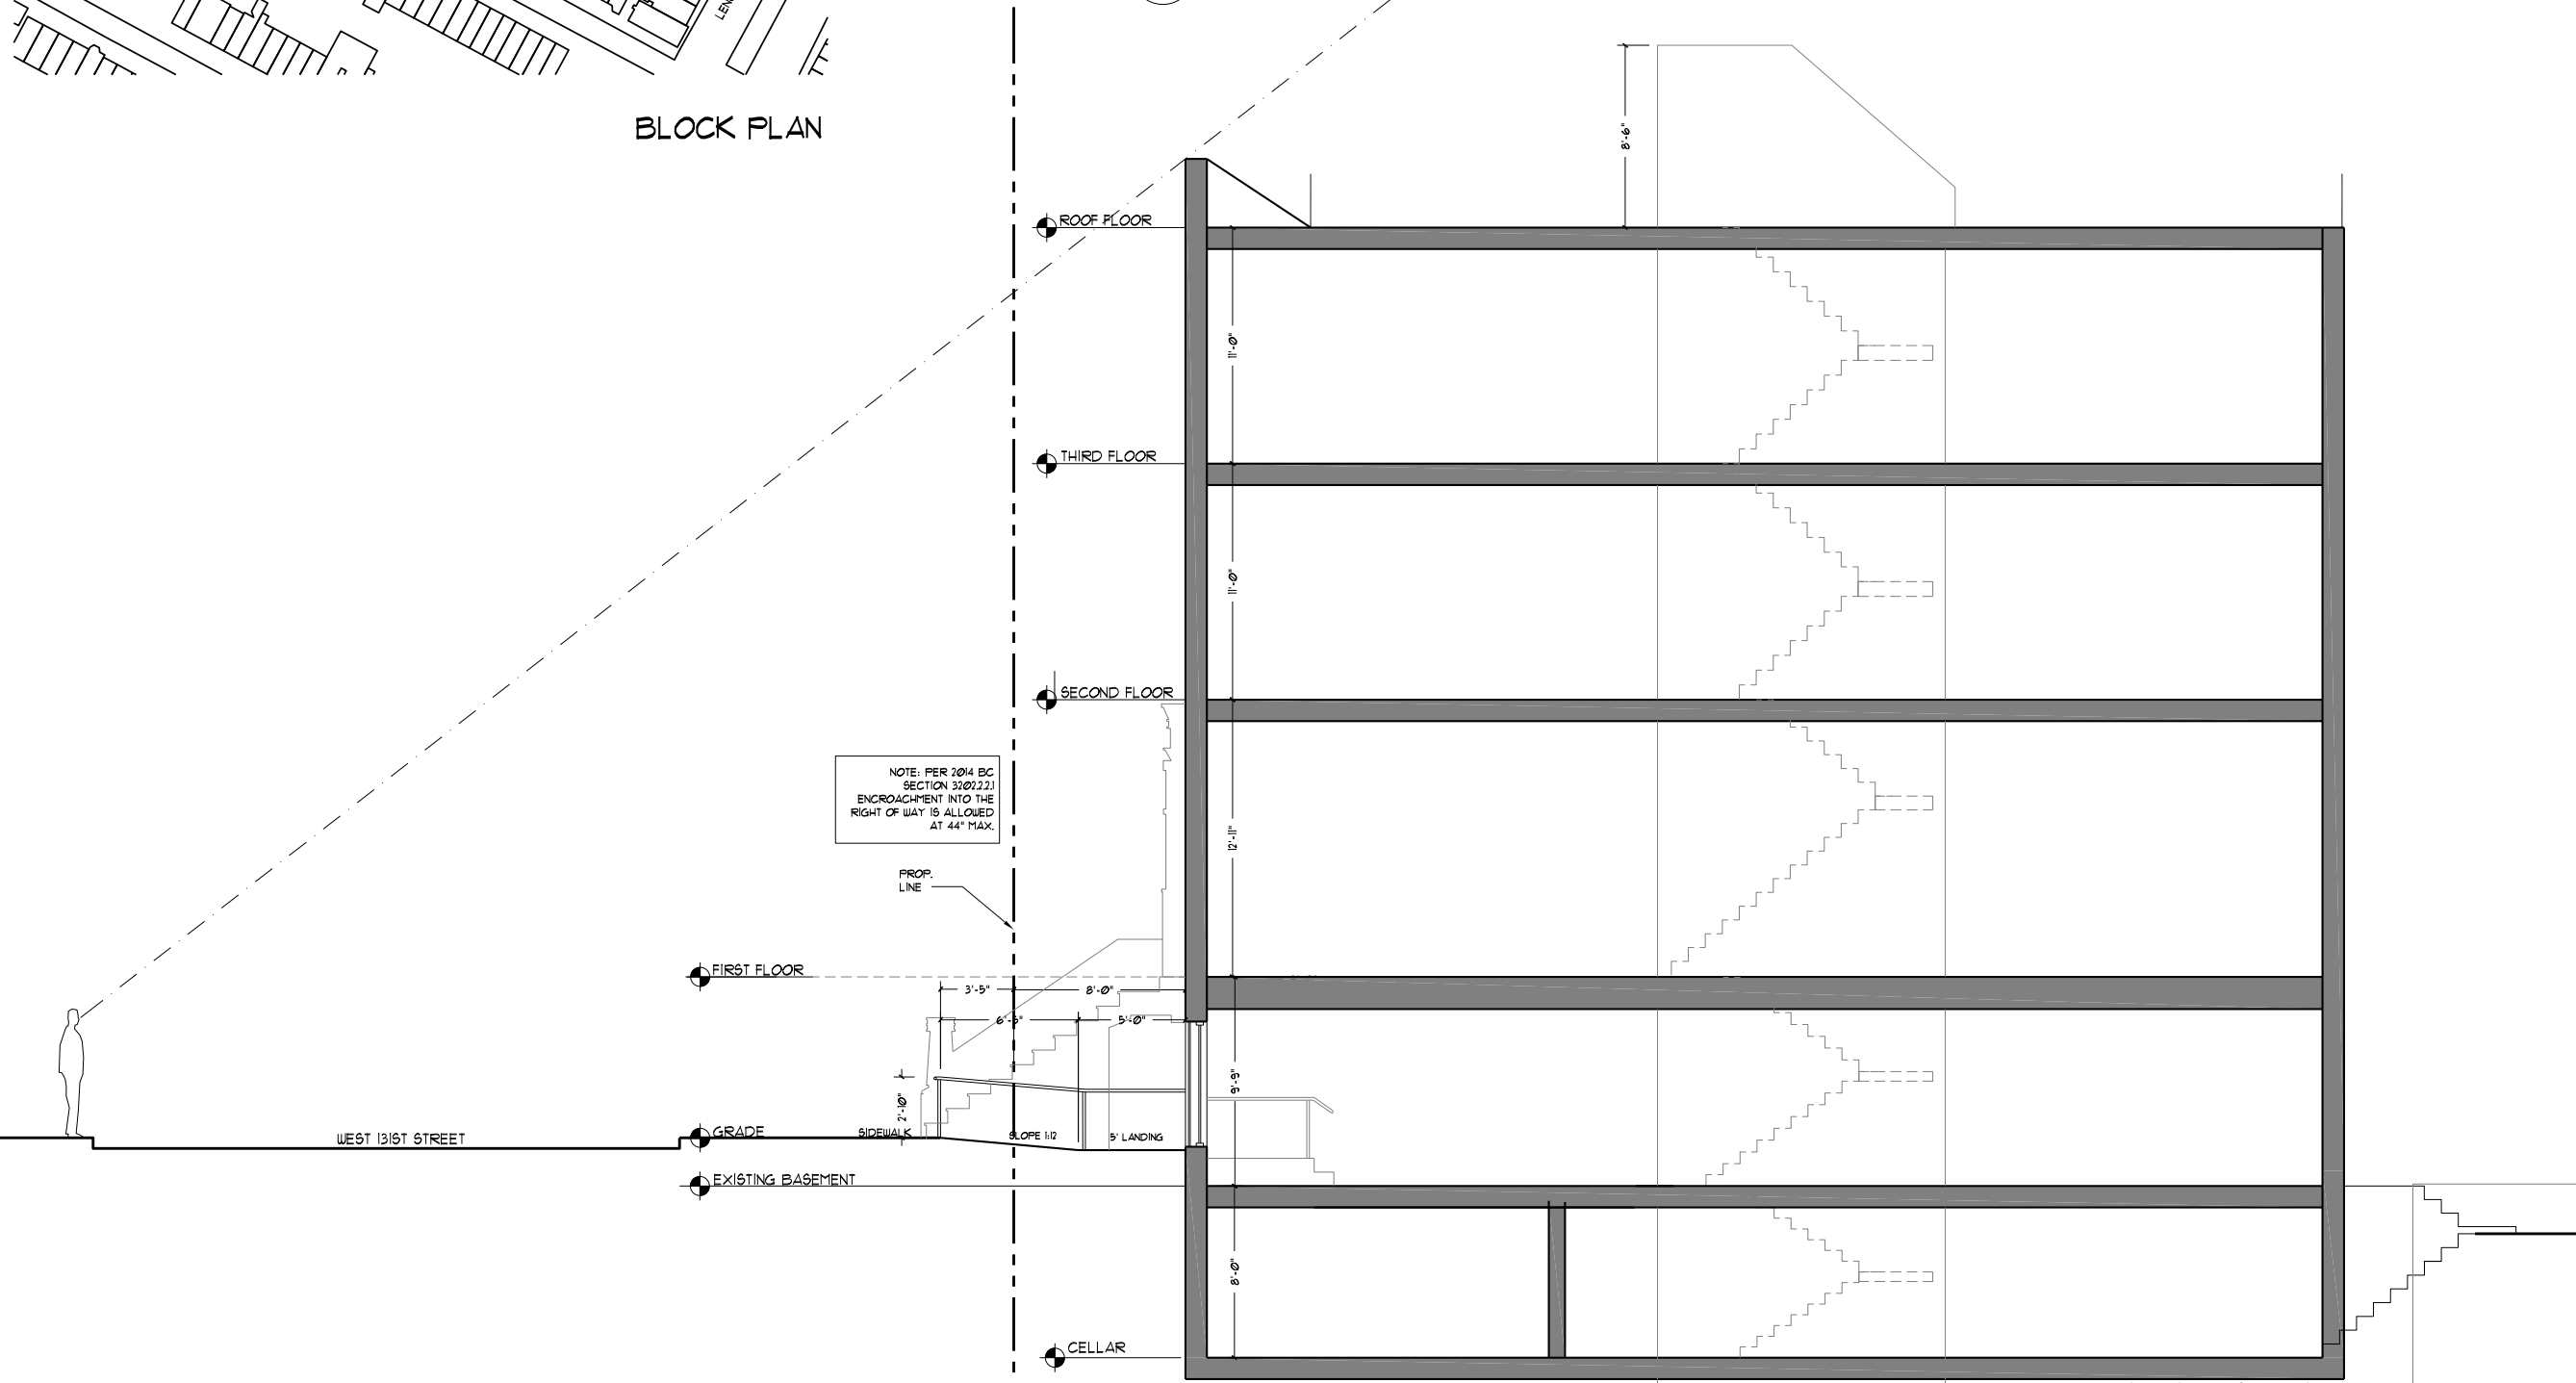 LEN
BLOCK PLAN
8'-6"
ROOF FLOOR
11'-0"
THIRD FLOOR
11'-0"
SECOND FLOOR
NOTE: PER 2014 BC
SECTION 3202.2.2.1
ENCROACHMENT INTO THE
RIGHT OF WAY IS ALLOWED
AT 44" MAX.
12'-11"
PROP.
LINE
FIRST FLOOR
3'-5"
8'-0"
5'-0"
9'-9"
2'-10"
GRADE
SIDEWALK
SLOPE 1:12
5' LANDING
WEST 131ST STREET
EXISTING BASEMENT
8'-0"
CELLAR